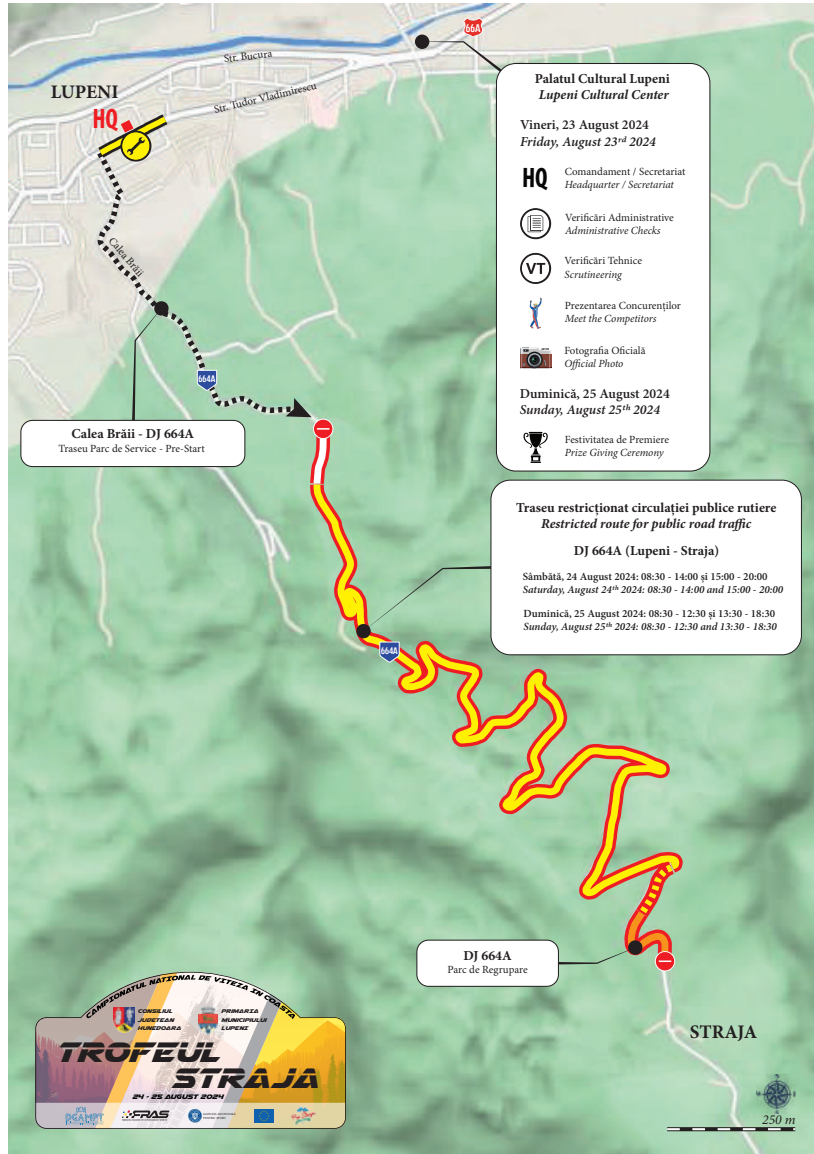 66A
Str. Bucura
LUPENI
Str. Tudor Vladimirescu
HQ
Palatul Cultural Lupeni
Lupeni Cultural Center
Vineri, 23 August 2024
Friday, August 23rd 2024
HQ
Comandament / Secretariat
Headquarter / Secretariat
Verificări Administrative
Administrative Checks
VT
Verificări Tehnice
Scrutineering
Prezentarea Concurenților
Meet the Competitors
Fotografia Oficială
Official Photo
Duminică, 25 August 2024
Sunday, August 25th 2024
Festivitatea de Premiere
Prize Giving Ceremony
Calea Brăii
664A
Calea Brăii - DJ 664A
Traseu Parc de Service - Pre-Start
Traseu restricționat circulației publice rutiere
Restricted route for public road traffic
DJ 664A (Lupeni - Straja)
Sâmbătă, 24 August 2024: 08:30 - 14:00 și 15:00 - 20:00
Saturday, August 24th 2024: 08:30 - 14:00 and 15:00 - 20:00
Duminică, 25 August 2024: 08:30 - 12:30 și 13:30 - 18:30
Sunday, August 25th 2024: 08:30 - 12:30 and 13:30 - 18:30
664A
DJ 664A
Parc de Regrupare
STRAJA
250 m
CAMPIONATUL NATIONAL DE VITEZA IN COASTA
CONSILIUL
JUDETEAN
HUNEDOARA
PRIMARIA
MUNICIPIULUI
LUPENI
TROFEUL
STRAJA
24 - 25 AUGUST 2024
FRAS